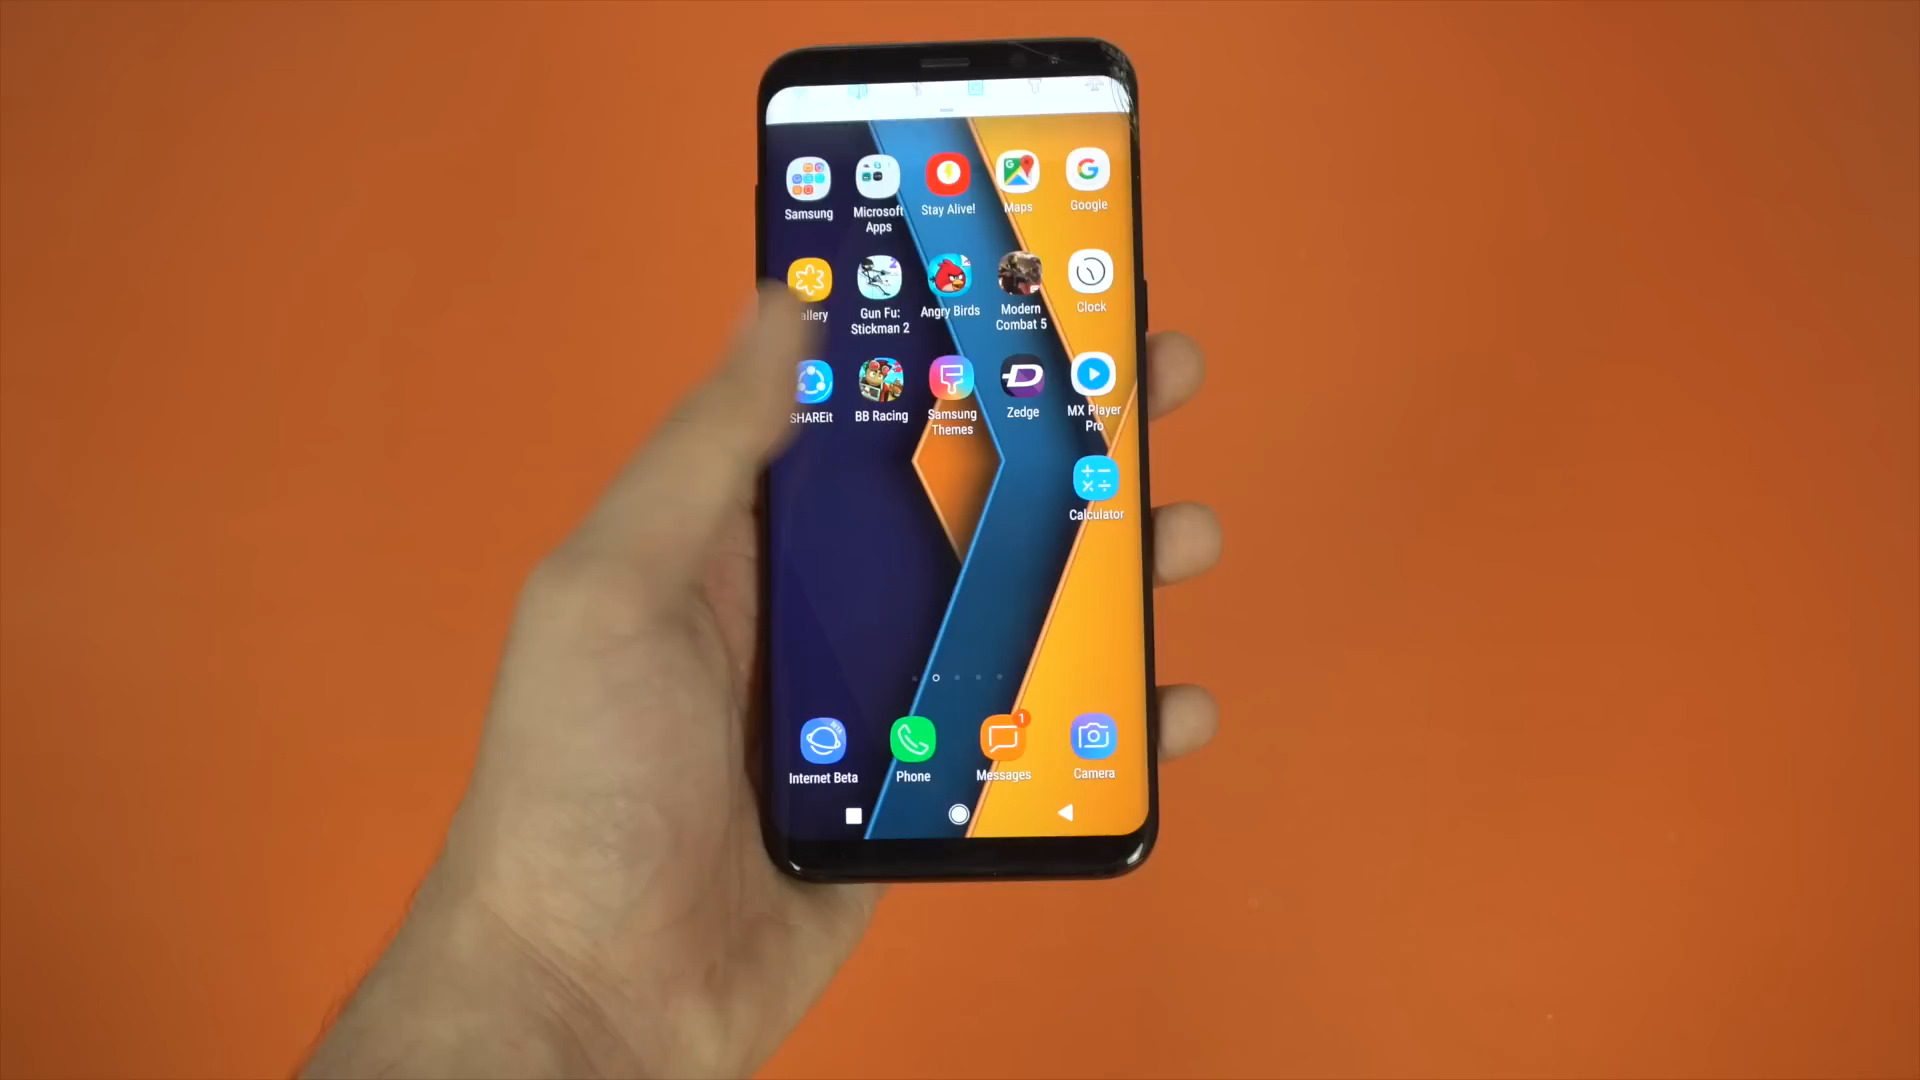 Samsung
Microsoft
Apps
Stay Alive!
Maps
Google
allery
Gun Fu:
Stickman 2
Angry Birds
Modern
Combat 5
Clock
SHAREit
BB Racing
Samsung
Themes
Zedge
MX Player
Pro
Calculator
1
Internet Beta
Phone
Messages
Camera